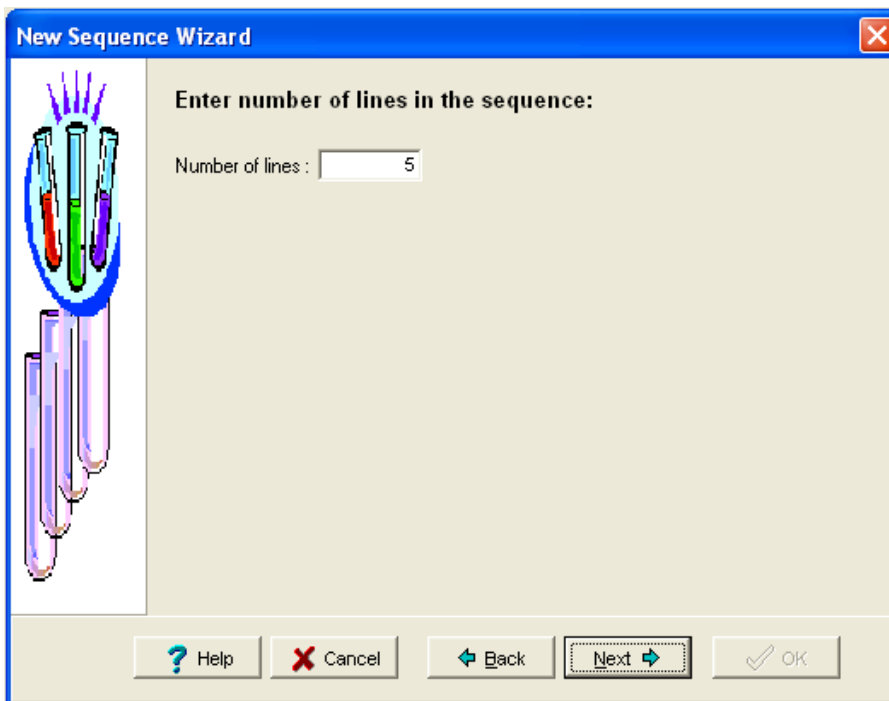 New Sequence Wizard
Enter number of lines in the sequence:
Number of lines : 5
Help Cancel Back Next OK